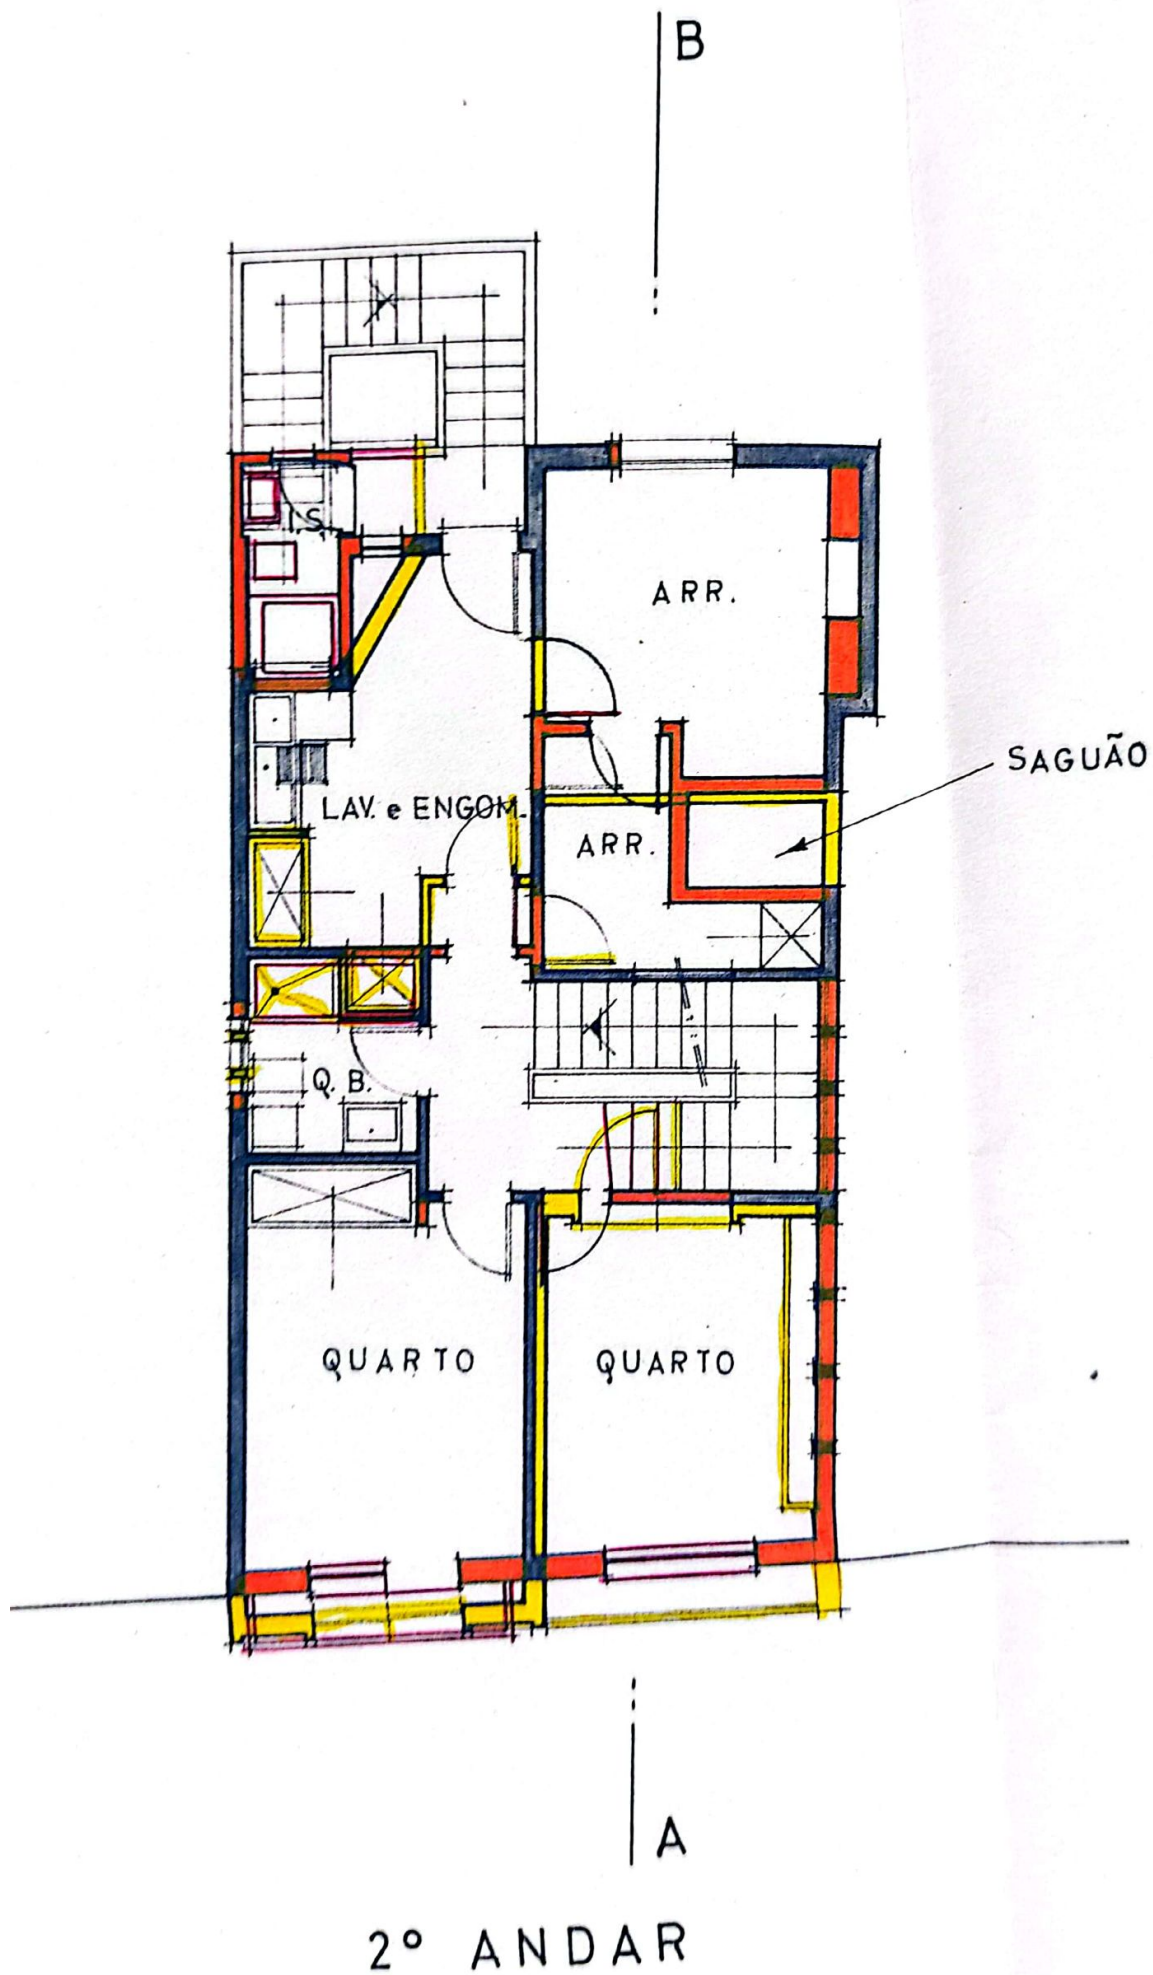 B
I.S.
ARR.
SAGUÃO
LAV. e ENGOM.
ARR.
Q. B.
QUARTO
QUARTO
A
2º ANDAR